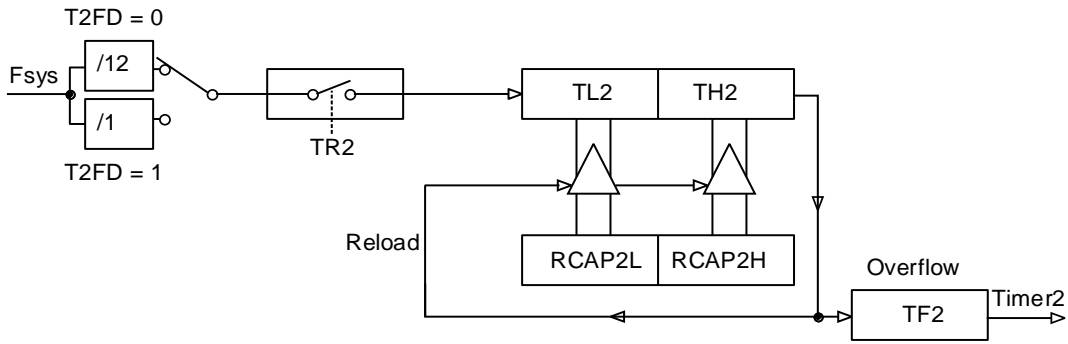 T2FD = 0
Fsys
/12
/1
T2FD = 1
TR2
TL2
TH2
Reload
RCAP2L
RCAP2H
Overflow
TF2
Timer2